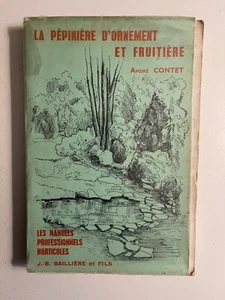 LA PÉPINIÈRE D'ORNEMENT
ET FRUITIÈRE
ANDRÉ CONTET
LES MANUELS
PROFESSIONNELS
HORTICOLES
J.-B. BAILLIÈRE et FILS